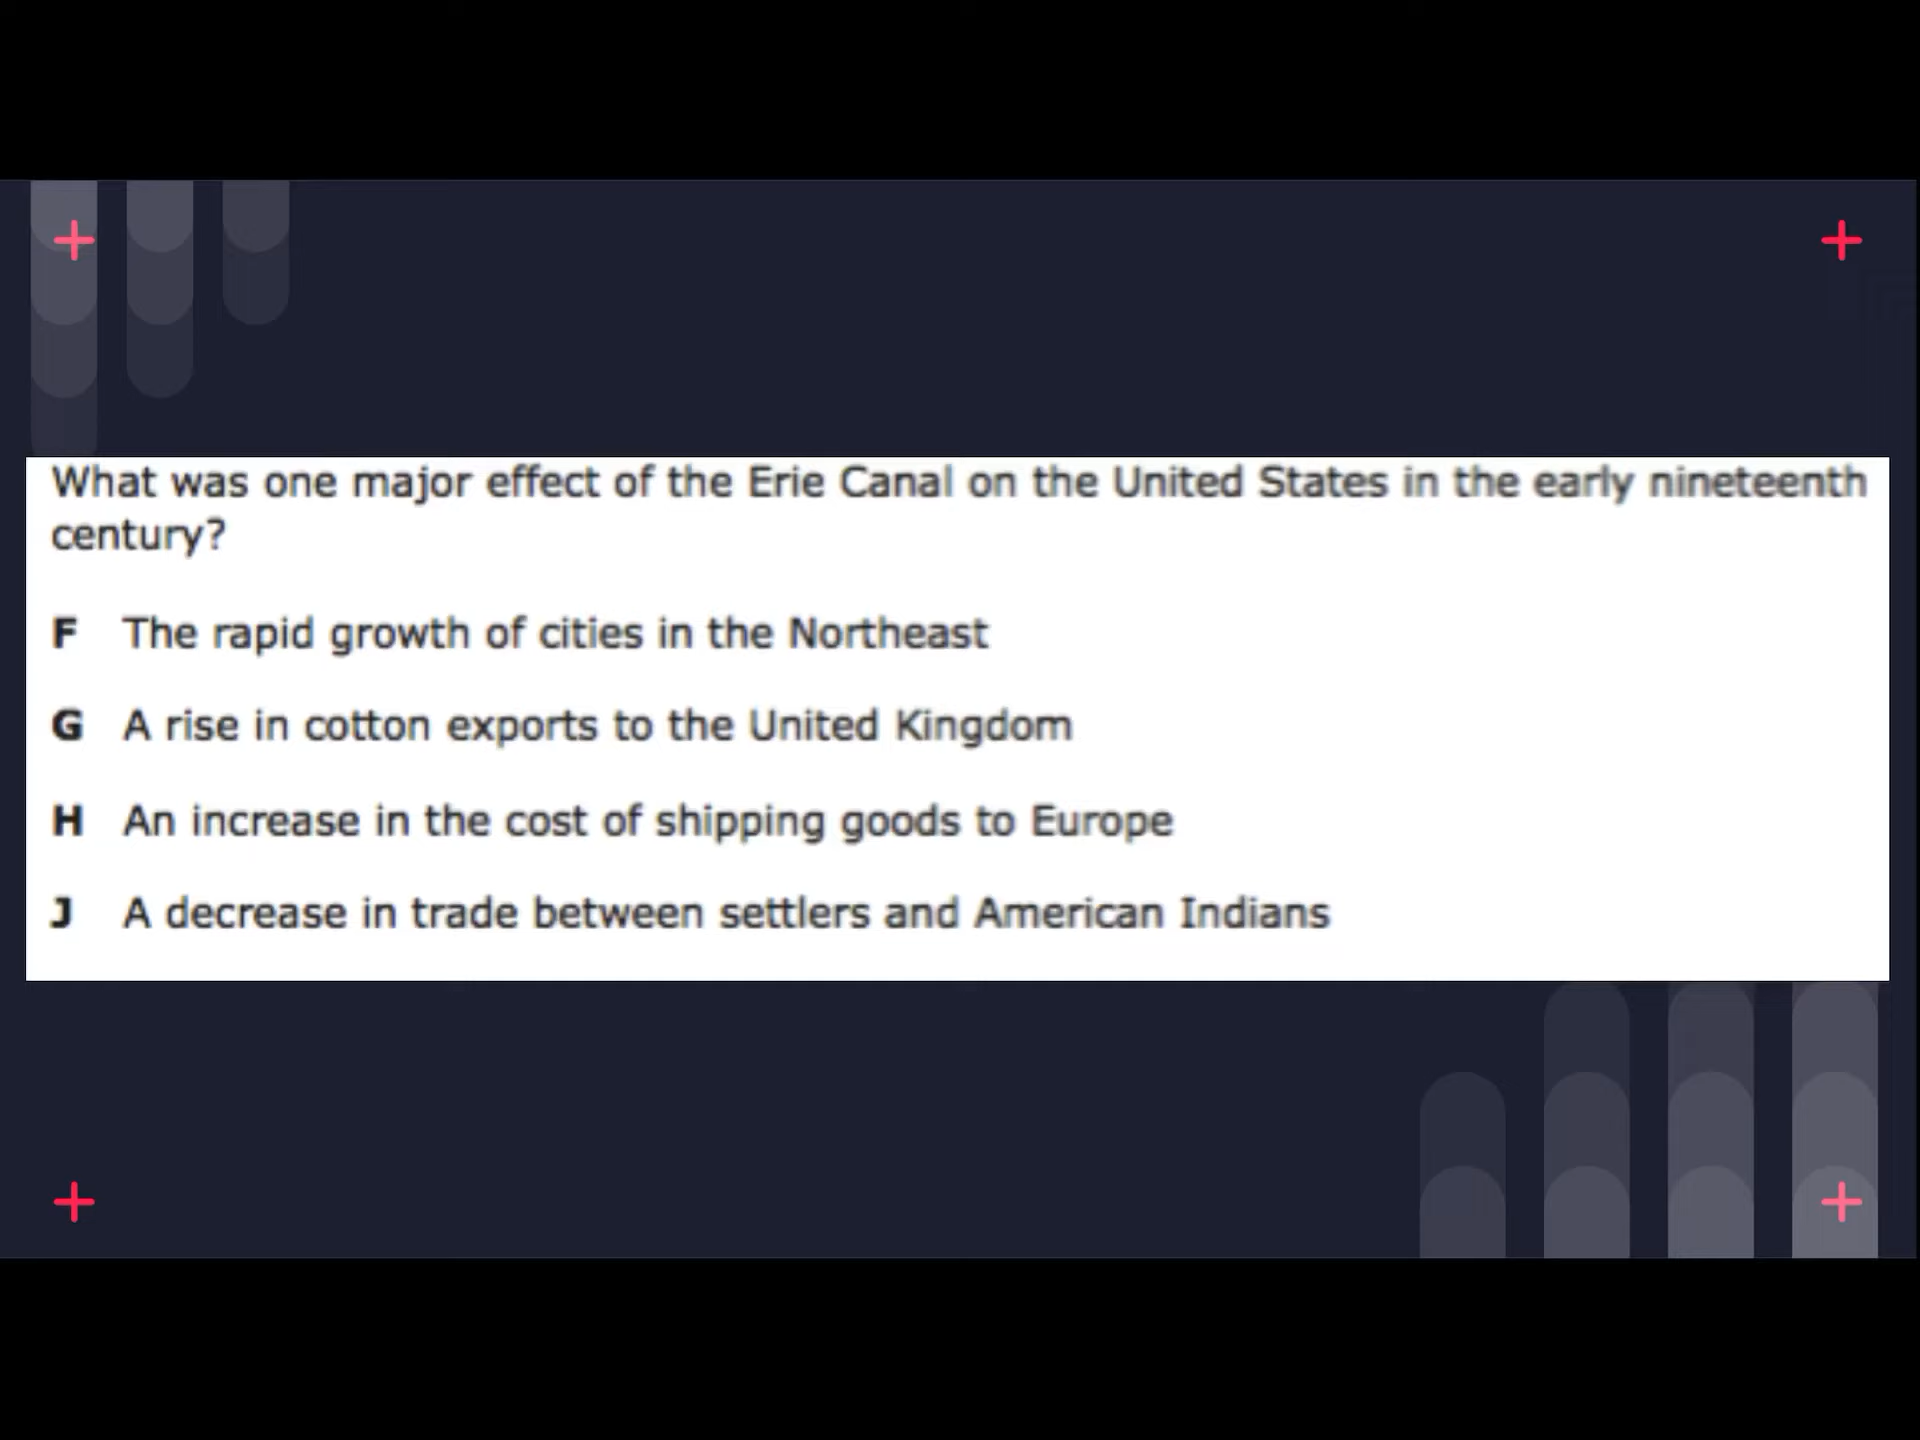 What was one major effect of the Erie Canal on the United States in the early nineteenth
century?
F The rapid growth of cities in the Northeast
G A rise in cotton exports to the United Kingdom
H An increase in the cost of shipping goods to Europe
J A decrease in trade between settlers and American Indians